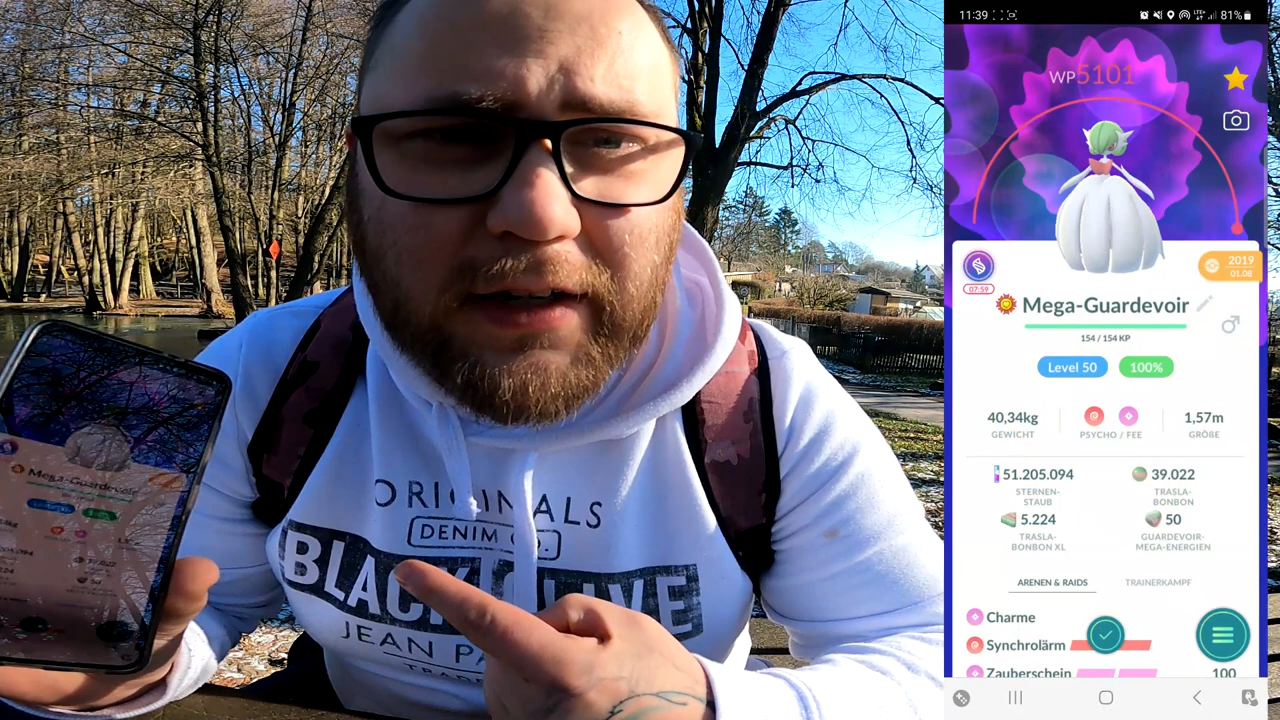 ORIGINALS
DENIM CO.
BLACK
JEAN
Mega-Guardevoir
11:39
81%
WP5101
2019
01.08
07:59
Mega-Guardevoir
154 / 154 KP
Level 50
100%
40,34kg
GEWICHT
PSYCHO / FEE
1,57m
GRÖßE
51.205.094
STERNEN-
STAUB
39.022
TRASLA-
BONBON
5.224
TRASLA-
BONBON XL
50
GUARDEVOIR-
MEGA-ENERGIEN
ARENEN & RAIDS
TRAINERKAMPF
Charme
Synchrolärm
Zauberschein
100